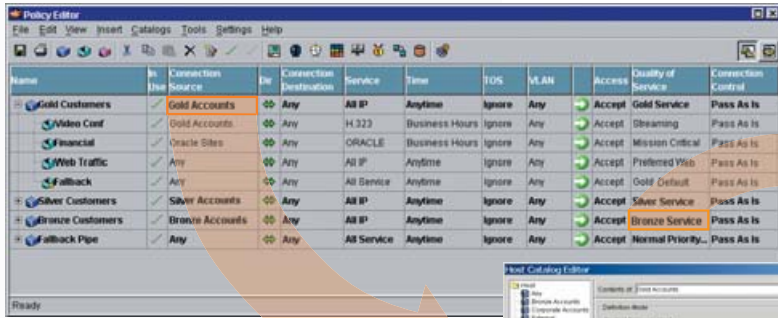 Policy Editor
File Edit View Insert Catalogs Tools Settings Help
Name In Use Connection Source Dir Connection Destination Service Time TOS VLAN Access Quality of Service Connection Control
Gold Customers Gold Accounts Any All IP Anytime Ignore Any Accept Gold Service Pass As Is
Video Conf Gold Accounts Any H.323 Business Hours Ignore Any Accept Streaming Pass As Is
Financial Oracle Sites Any ORACLE Business Hours Ignore Any Accept Mission Critical Pass As Is
Web Traffic Any Any All IP Anytime Ignore Any Accept Preferred Web Pass As Is
Fallback Any Any All Service Anytime Ignore Any Accept Gold Default Pass As Is
Silver Customers Silver Accounts Any All IP Anytime Ignore Any Accept Silver Service Pass As Is
Bronze Customers Bronze Accounts Any All IP Anytime Ignore Any Accept Bronze Service Pass As Is
Fallback Pipe Any Any All Service Anytime Ignore Any Accept Normal Priority... Pass As Is
Host Catalog Editor
Host
Any
Bronze Accounts
Corporate Accounts
External
Contents of Gold Accounts
Definition Mode
Ready